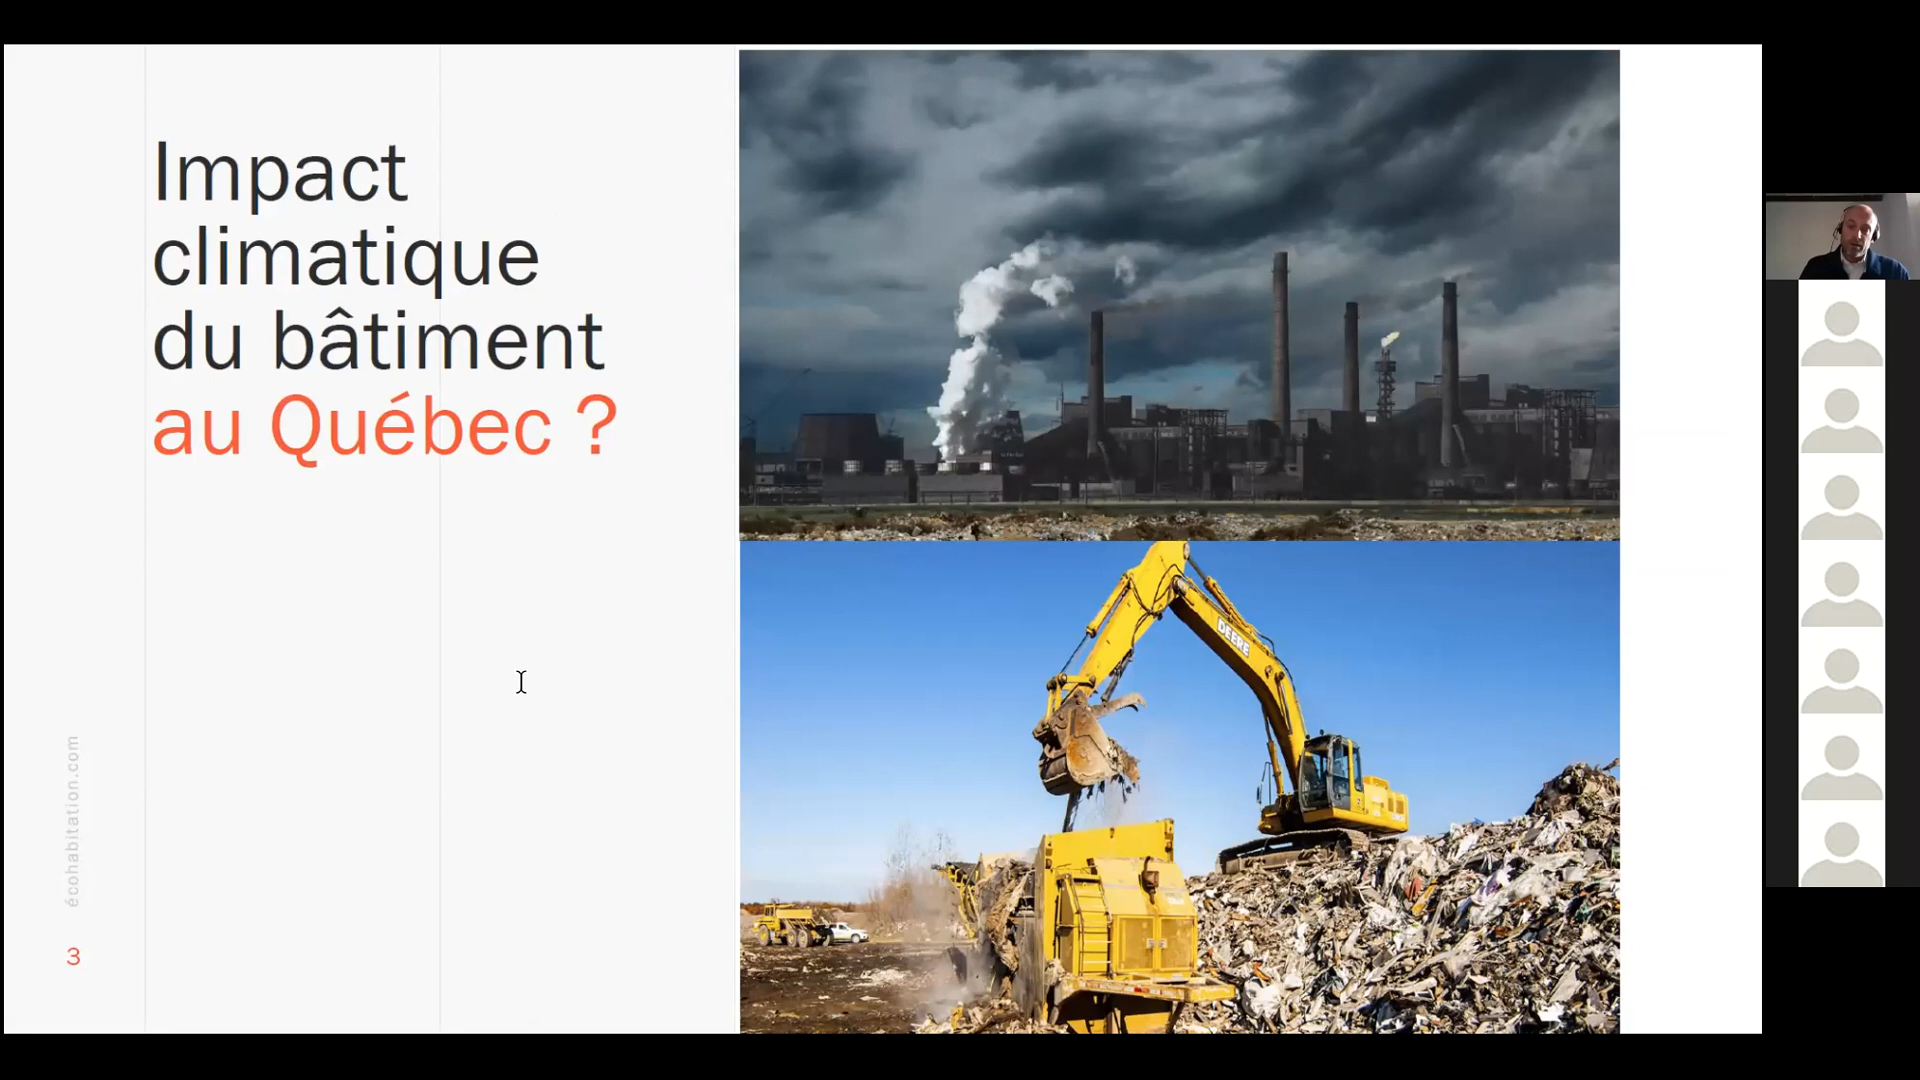 Impact
climatique
du bâtiment
au Québec ?
DEERE
écohabitation.com
3